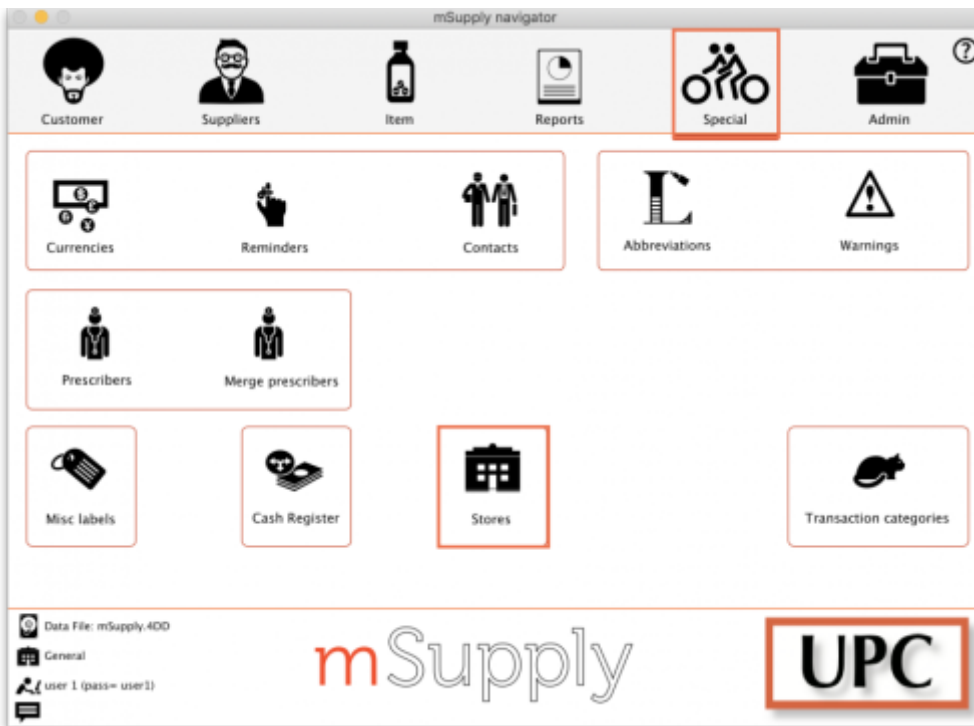 mSupply navigator
Customer Suppliers Item Reports Special Admin ?
Currencies Reminders Contacts Abbreviations Warnings
Prescribers Merge prescribers
Misc labels Cash Register Stores Transaction categories
Data File: mSupply.4DD
General
user 1 (pass= user1)
mSupply
UPC